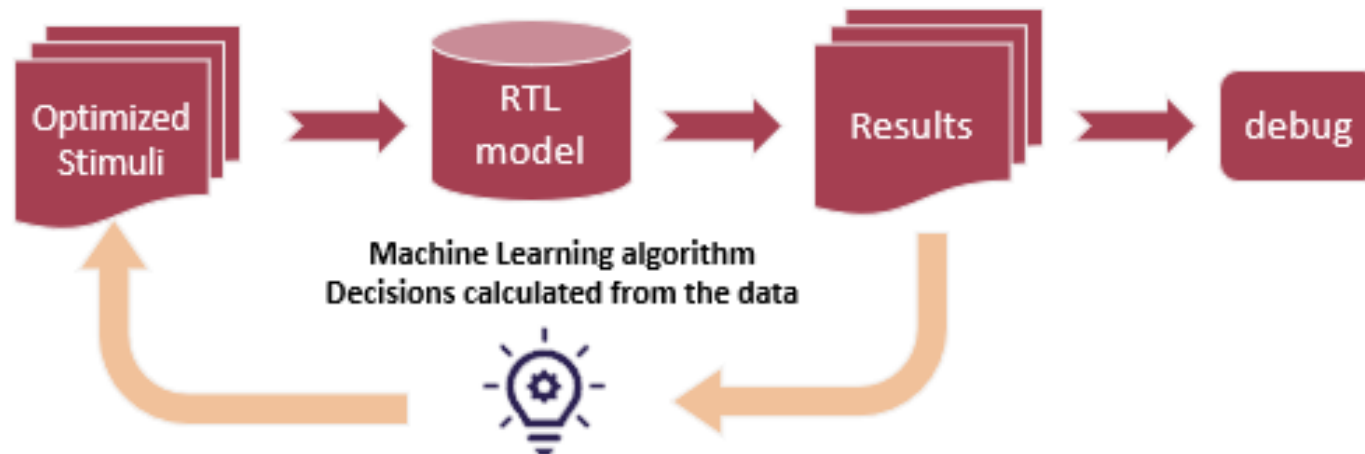 Optimized
Stimuli
RTL
model
Results
debug
Machine Learning algorithm
Decisions calculated from the data